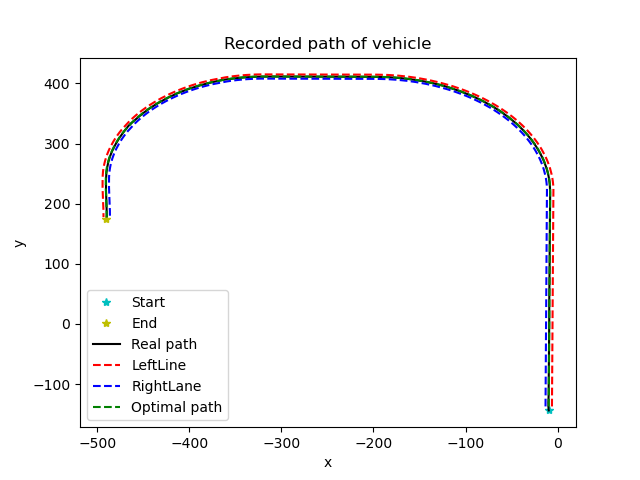 Recorded path of vehicle
400
300
200
100
0
−100
y
Start
End
Real path
LeftLine
RightLane
Optimal path
−500
−400
−300
−200
−100
0
x